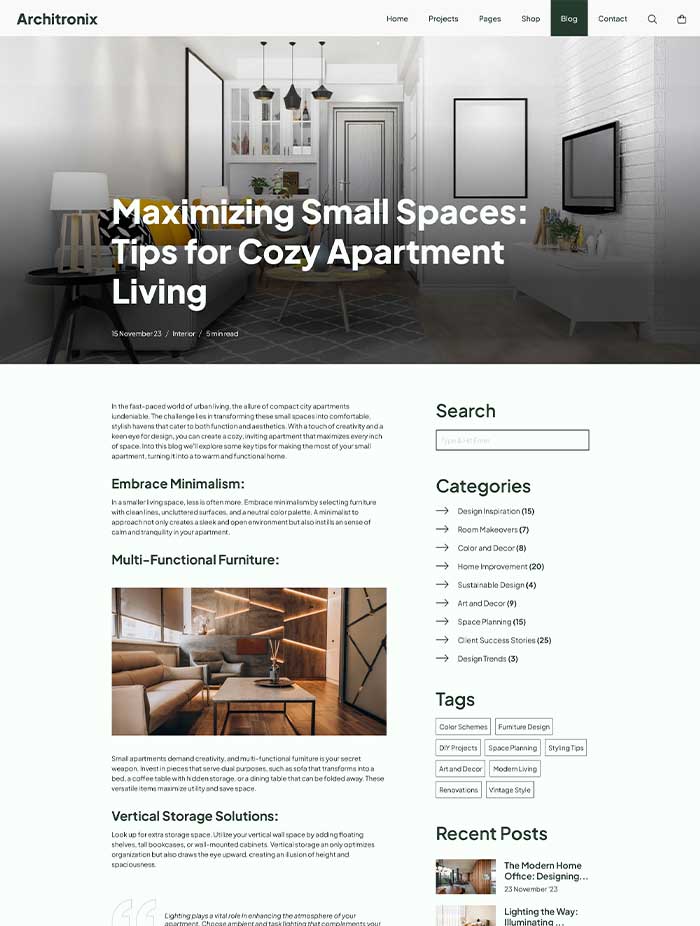 Architronix
Home Projects Pages Shop Blog Contact
Maximizing Small Spaces:
Tips for Cozy Apartment
Living
15 November 23 / Interior / 5 min read
In the fast-paced world of urban living, the allure of compact city apartments
iundeniable. The challenge lies in transforming these small spaces into comfortable,
stylish havens that cater to both function and aesthetics. With a touch of creativity and a
keen eye for design, you can create a cozy, inviting apartment that maximizes every inch
of space. Into this blog we'll explore some key tips for making the most of your small
apartment, turning it into a to warm and functional home.
Embrace Minimalism:
In a smaller living space, less is often more. Embrace minimalism by selecting furniture
with clean lines, uncluttered surfaces, and a neutral color palette. A minimalist to
approach not only creates a sleek and open environment but also instills an sense of
calm and tranquility in your apartment.
Multi-Functional Furniture:
Small apartments demand creativity, and multi-functional furniture is your secret
weapon. Invest in pieces that serve dual purposes, such as sofa that transforms into a
bed, a coffee table with hidden storage, or a dining table that can be folded away. These
versatile items maximize utility and save space.
Vertical Storage Solutions:
Look up for extra storage space. Utilize your vertical wall space by adding floating
shelves, tall bookcases, or wall-mounted cabinets. Vertical storage an only optimizes
organization but also draws the eye upward, creating an illusion of height and
spaciousness.
Lighting plays a vital role in enhancing the atmosphere of your
apartment. Choose ambient and task lighting that complements your
Search
Type & Hit Enter
Categories
Design Inspiration (15)
Room Makeovers (7)
Color and Decor (8)
Home Improvement (20)
Sustainable Design (4)
Art and Decor (9)
Space Planning (15)
Client Success Stories (25)
Design Trends (3)
Tags
Color Schemes Furniture Design
DIY Projects Space Planning Styling Tips
Art and Decor Modern Living
Renovations Vintage Style
Recent Posts
The Modern Home
Office: Designing...
23 November '23
Lighting the Way:
Illuminating ...